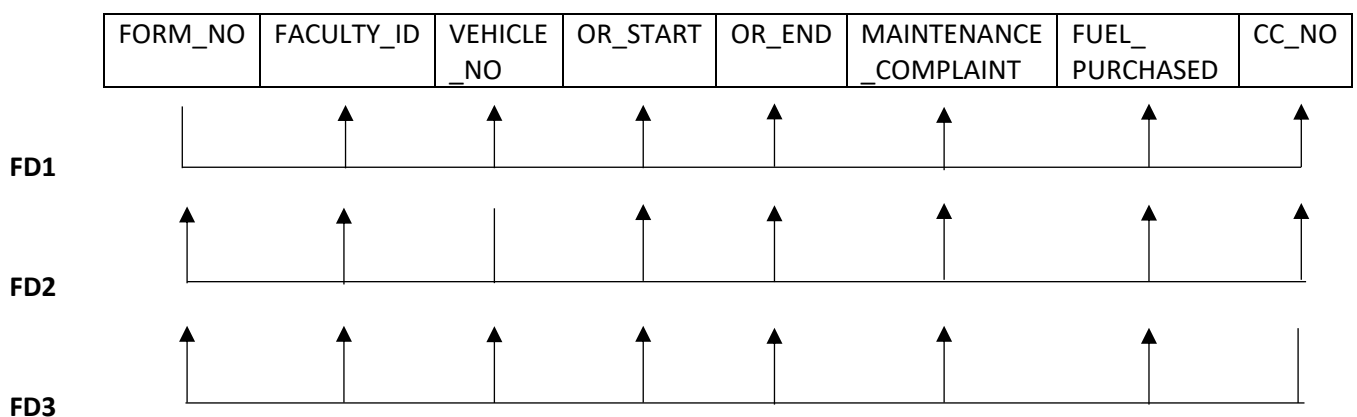 FORM_NO FACULTY_ID VEHICLE OR_START OR_END MAINTENANCE FUEL_ CC_NO
_NO _COMPLAINT PURCHASED
FD1
FD2
FD3